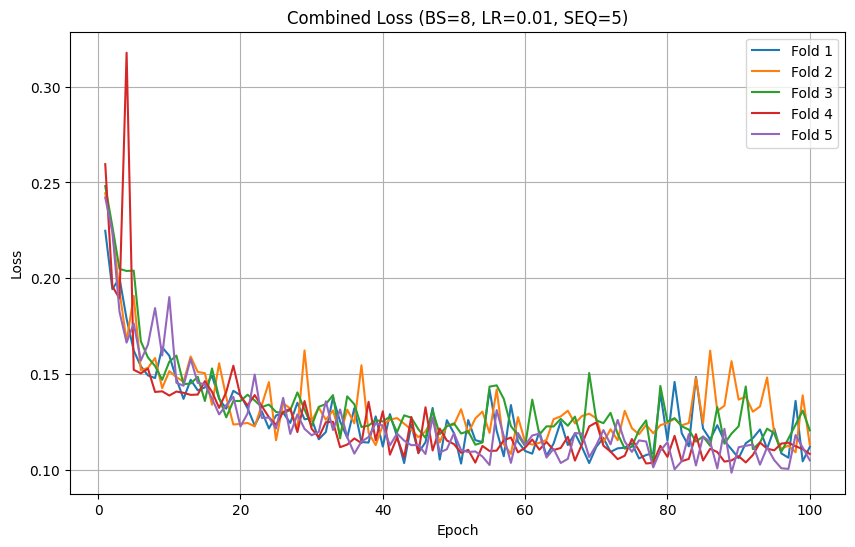 Combined Loss (BS=8, LR=0.01, SEQ=5)
Fold 1
Fold 2
Fold 3
Fold 4
Fold 5
0.30
0.25
0.20
0.15
0.10
Loss
0 20 40 60 80 100
Epoch